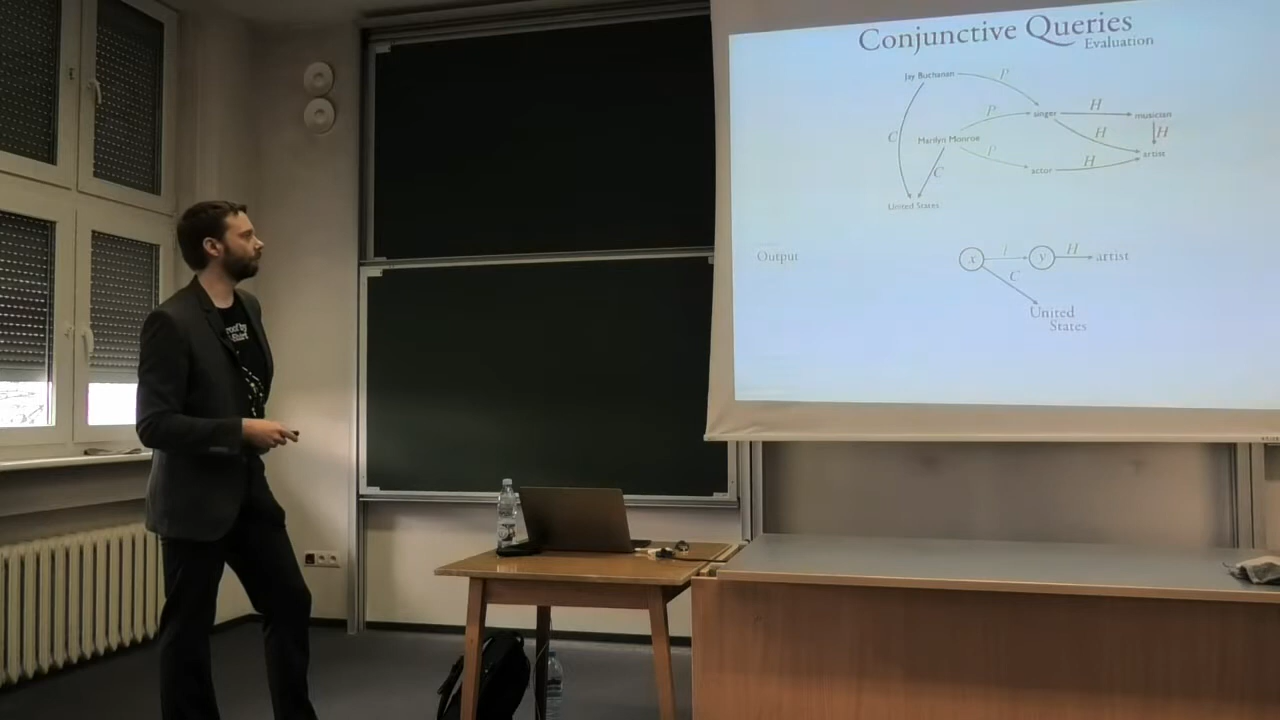 Conjunctive Queries
Evaluation
Jay Buchanan
P
P
singer
H
musician
C
Marilyn Monroe
H
H
P
artist
C
actor
H
United States
Output
x
y
H
artist
C
United
States